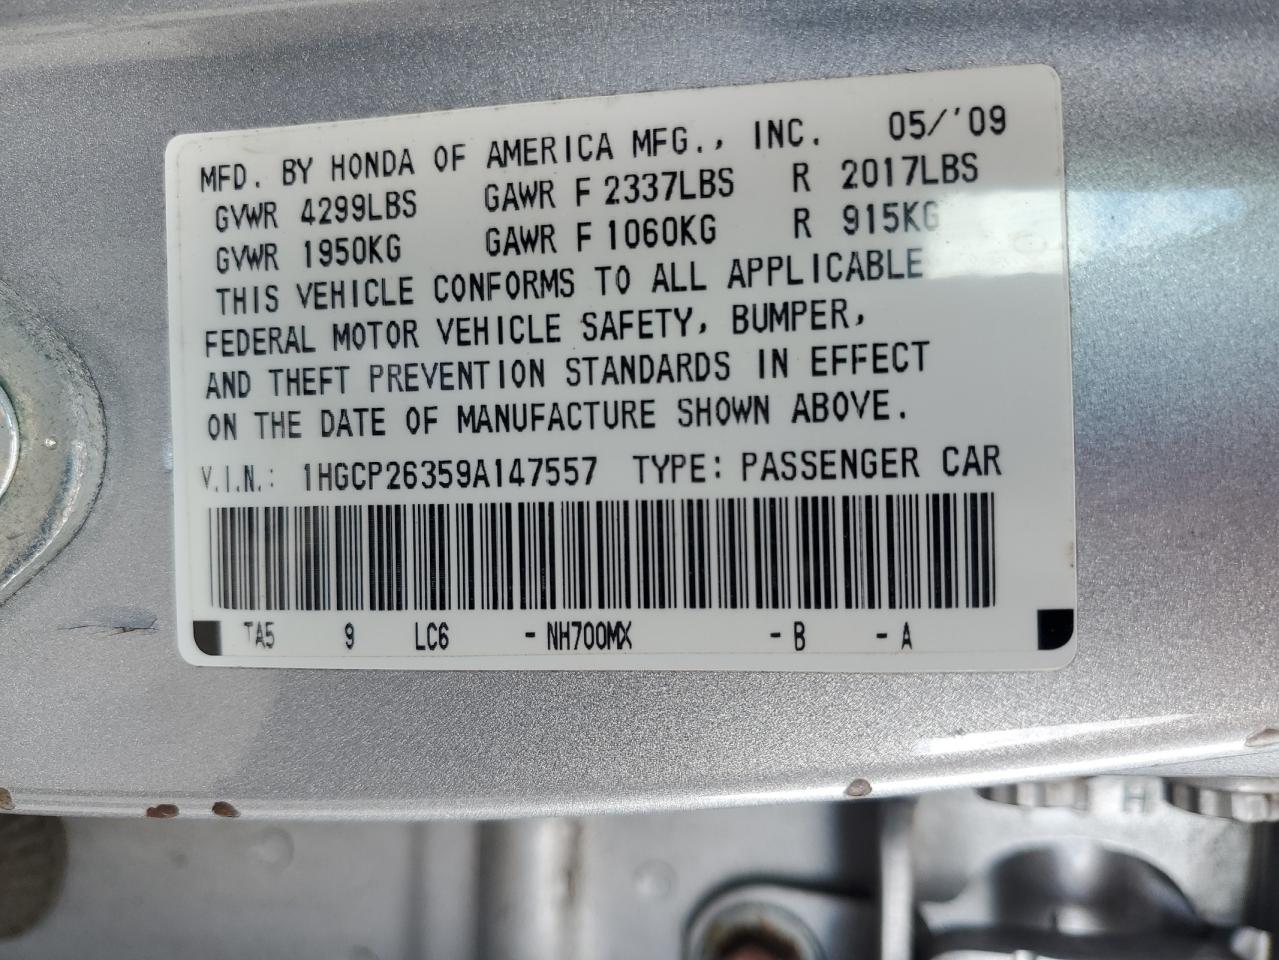 MFD. BY HONDA OF AMERICA MFG., INC. 05/'09
GVWR 4299LBS GAWR F 2337LBS R 2017LBS
GVWR 1950KG GAWR F 1060KG R 915KG
THIS VEHICLE CONFORMS TO ALL APPLICABLE
FEDERAL MOTOR VEHICLE SAFETY, BUMPER,
AND THEFT PREVENTION STANDARDS IN EFFECT
ON THE DATE OF MANUFACTURE SHOWN ABOVE.
V.I.N.: 1HGCP26359A147557 TYPE: PASSENGER CAR
TA5 9 LC6 - NH700MX - B - A